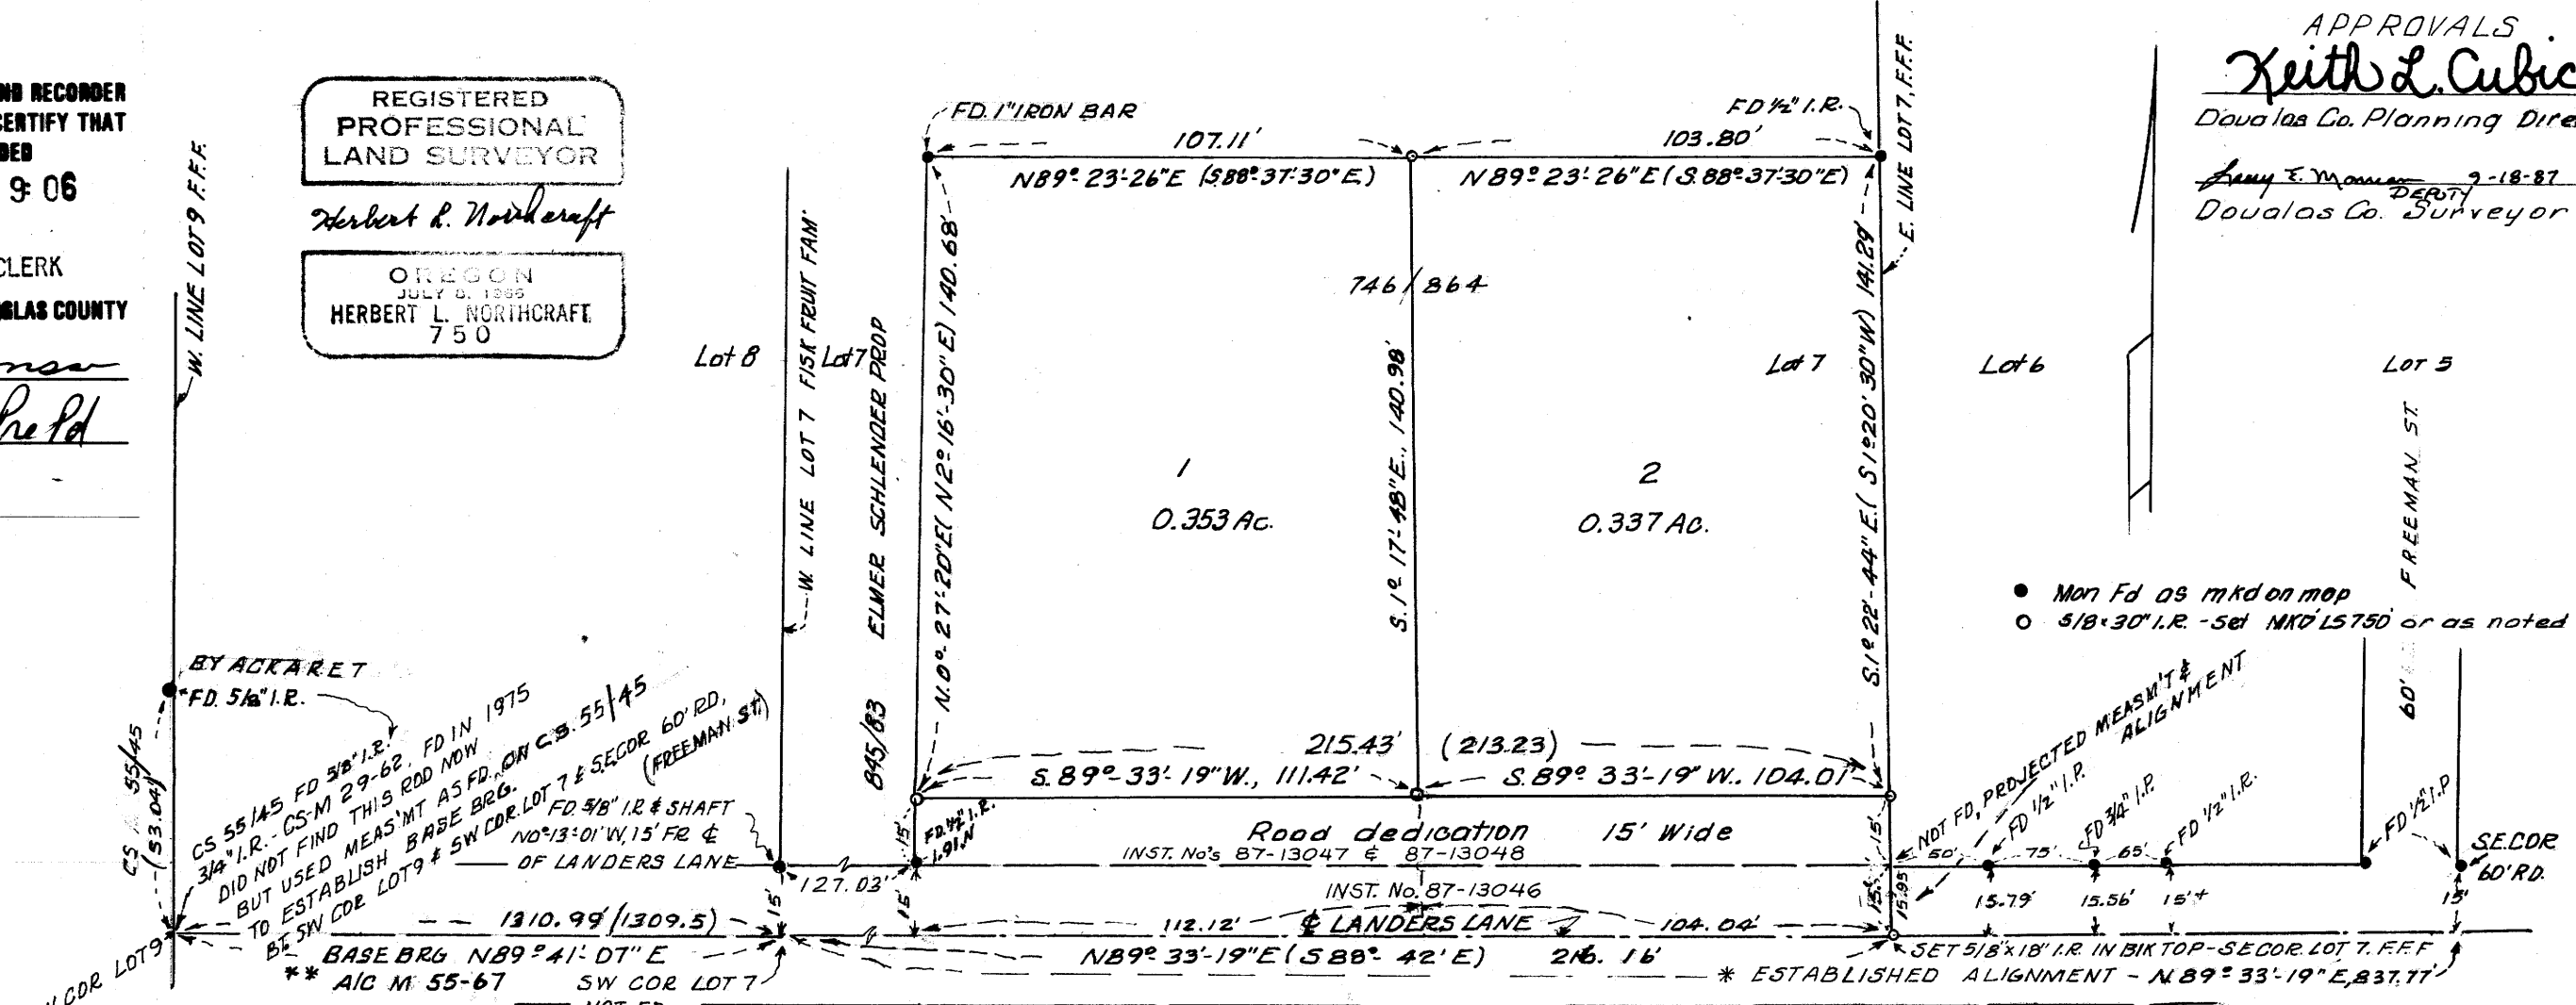 ND RECORDER
CERTIFY THAT
DED
9:06
CLERK
GLAS COUNTY
Pre Pd
W. LINE LOT 9 F.F.F.
REGISTERED
PROFESSIONAL
LAND SURVEYOR
Herbert L. Northcraft
OREGON
JULY 8, 1966
HERBERT L. NORTHCRAFT
750
Lot 8
W. LINE LOT 7 FISK FRUIT FAM
Lot 7
845/83 ELMER SCHLENDER PROP
FD. 1" IRON BAR
107.11'
N89°-23'-26"E (S.88°-37'-30"E)
FD ½" I.R.
103.80'
N89°-23'-26"E (S.88°-37'-30"E)
E. LINE LOT 7, F.F.F.
N.0°-27'-20"E( N2°-16'-30"E) 140.68'
746/864
S.1°-17'-48"E., 140.98'
S.1°22'-44"E.( S1°20'30"W) 141.29'
1
0.353 Ac.
2
0.337 AC.
Lot 7
Lot 6
LOT 5
60' FREEMAN ST.
APPROVALS
Keith L. Cubic
Douglas Co. Planning Dire
9-18-87
DEPUTY
Douglas Co. Surveyor
● Mon Fd as mkd on map
○ 5/8×30" I.R. -Set MKD LS750 or as noted
BY ACKARET
*FD. 5/8" I.R.
CS 55/45
(53.04)
CS 55/45 FD 5/8" I.R.
3/4" I.R. - CS-M 29-62, FD IN 1975
DID NOT FIND THIS ROD NOW
BUT USED MEAS'MT AS FD. ON C.S. 55/45
TO ESTABLISH BASE BRG.
BT. SW COR LOT 9 & SW COR. LOT 7 & SE COR 60' RD,
(FREEMAN ST.)
FD 5/8" I.R & SHAFT
N0°-13'-01"W, 15' FR ℄
OF LANDERS LANE
215.43' (213.23)
S. 89°-33'-19"W., 111.42'
S.89° 33'-19" W. 104.01'
15'
FD. ½" I.R.
1.91, N
Road dedication 15' Wide
INST. No's 87-13047 & 87-13048
INST. No. 87-13046
127.03'
15'
15'
15'
15'
15.95'
NOT FD, PROJECTED MEASM'T &
ALIGNMENT
FD ½" I.P.
FD ¾" I.P.
FD ½" I.R.
FD ½" I.P
50'
75'
65'
15.79'
15.56'
15'+
S.E. COR
60' RD.
15'
1310.99' (1309.5)
BASE BRG N89°-41'-07" E
** A/C M 55-67
COR LOT 9
SW COR LOT 7
112.12'
℄ LANDERS LANE
104.04'
N89° 33'-19"E (S 88°- 42' E) 216.16'
SET 5/8"x18" I.R. IN BIK TOP-SE COR. LOT 7. F.F.F
* ESTABLISHED ALIGNMENT - N 89°33'-19"E, 837.77'